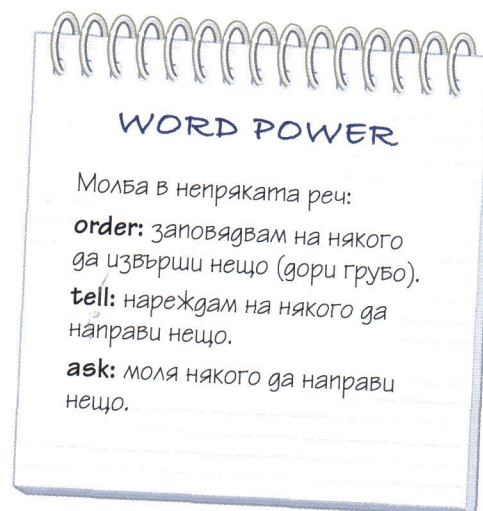 WORD POWER
Молба в непряката реч:
order: заповядвам на някого
да извърши нещо (дори грубо).
tell: нареждам на някого да
направи нещо.
ask: моля някого да направи
нещо.